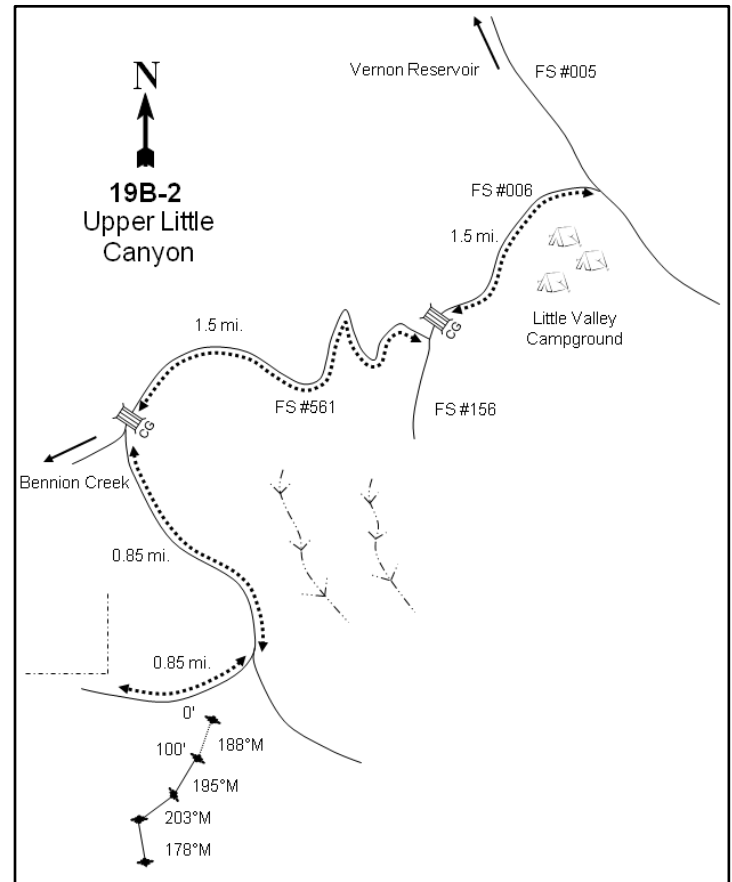 Vernon Reservoir
FS #005
N
19B-2
Upper Little
Canyon
FS #006
1.5 mi.
Little Valley
Campground
CG
1.5 mi.
FS #561
FS #156
CG
Bennion Creek
0.85 mi.
0.85 mi.
0'
100'
188°M
195°M
203°M
178°M